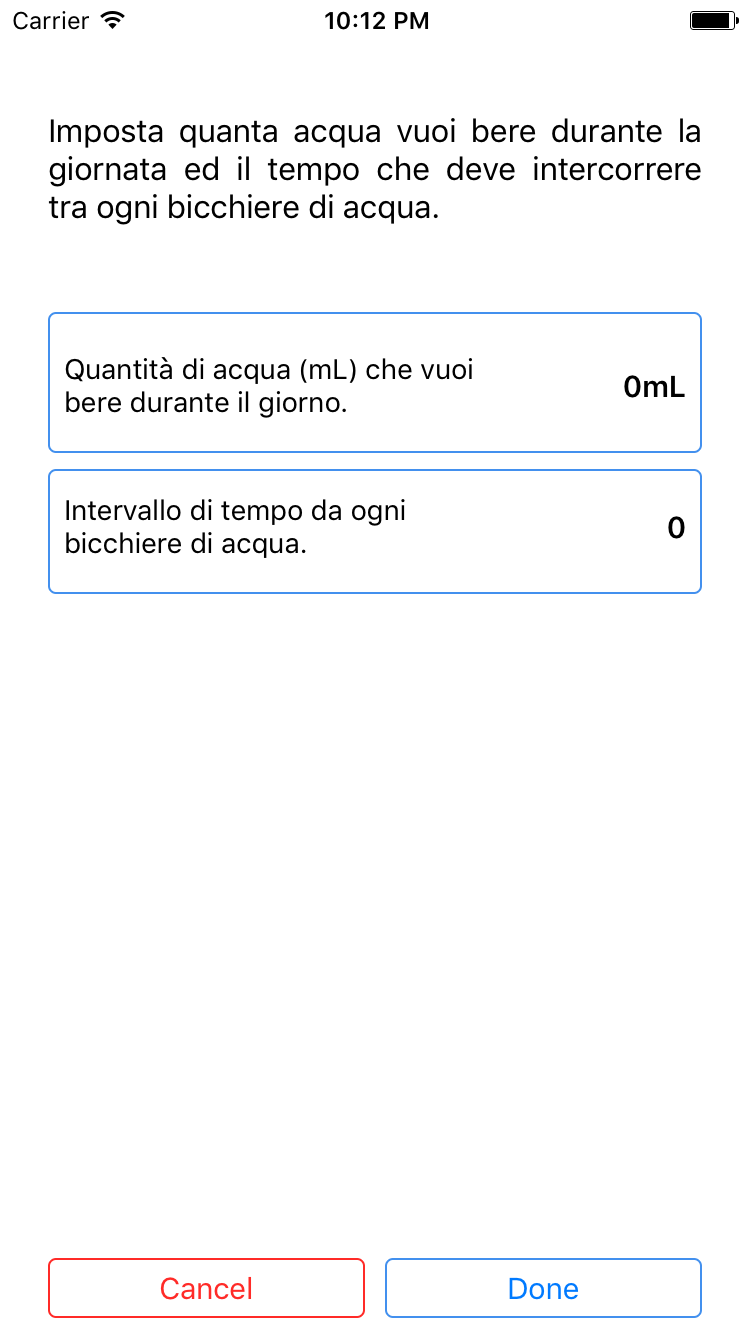 Carrier 10:12 PM
Imposta quanta acqua vuoi bere durante la
giornata ed il tempo che deve intercorrere
tra ogni bicchiere di acqua.
Quantità di acqua (mL) che vuoi
bere durante il giorno.
0mL
Intervallo di tempo da ogni
bicchiere di acqua.
0
Cancel Done